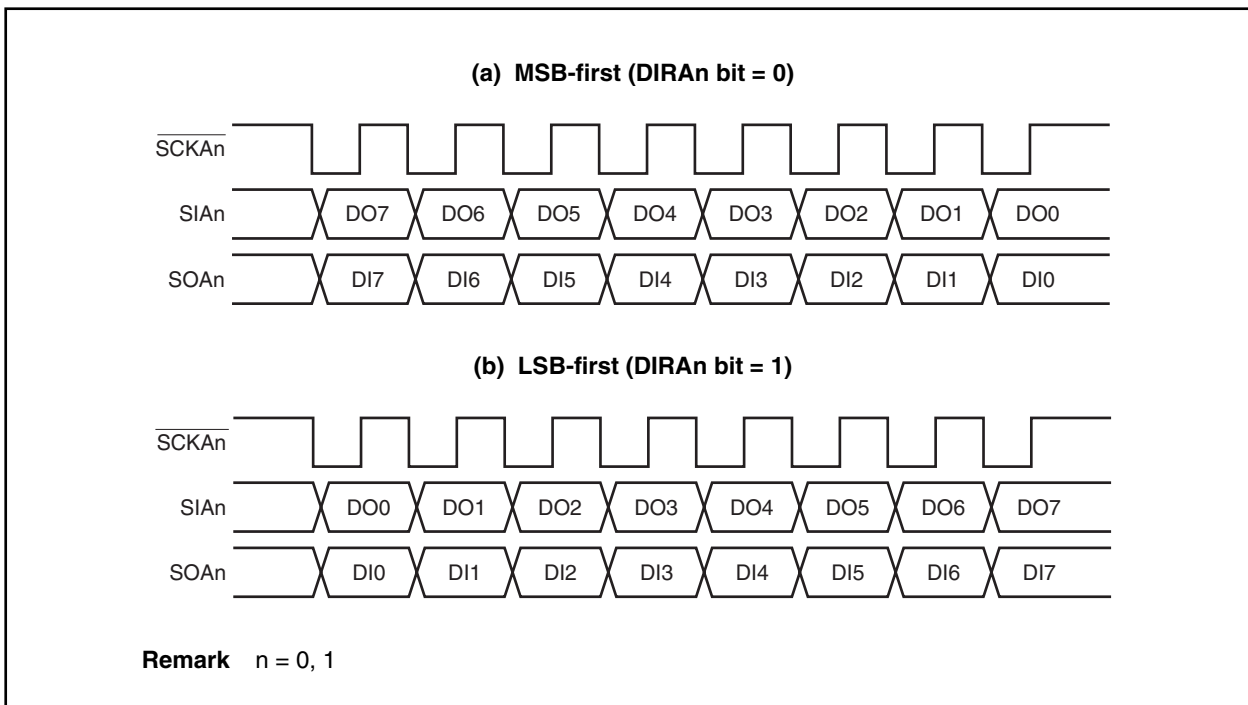 (a) MSB-first (DIRAn bit = 0)
SCKAn
SIAn DO7 DO6 DO5 DO4 DO3 DO2 DO1 DO0
SOAn DI7 DI6 DI5 DI4 DI3 DI2 DI1 DI0
(b) LSB-first (DIRAn bit = 1)
SCKAn
SIAn DO0 DO1 DO2 DO3 DO4 DO5 DO6 DO7
SOAn DI0 DI1 DI2 DI3 DI4 DI5 DI6 DI7
Remark n = 0, 1